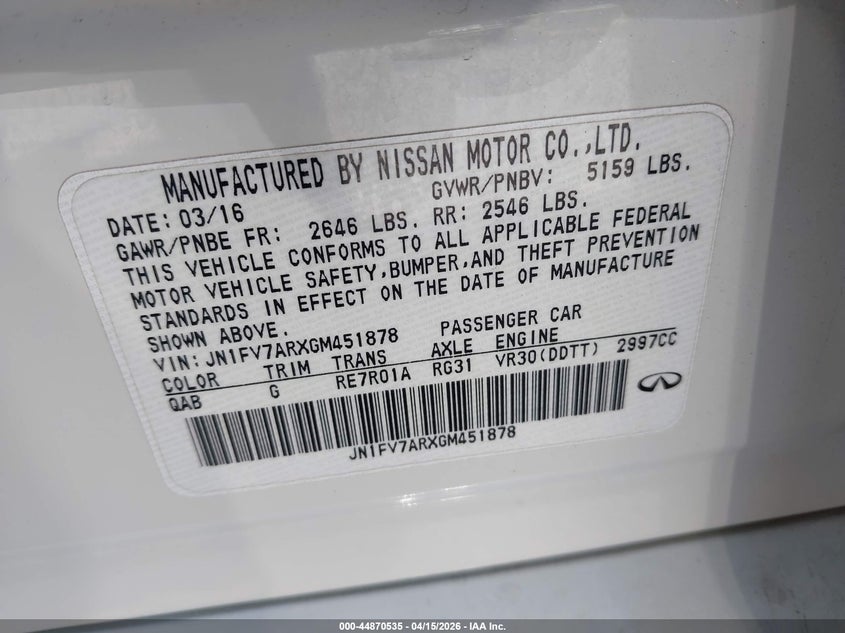 MANUFACTURED BY NISSAN MOTOR CO.,LTD.
DATE: 03/16 GVWR/PNBV: 5159 LBS.
GAWR/PNBE FR: 2646 LBS. RR: 2546 LBS.
THIS VEHICLE CONFORMS TO ALL APPLICABLE FEDERAL
MOTOR VEHICLE SAFETY,BUMPER,AND THEFT PREVENTION
STANDARDS IN EFFECT ON THE DATE OF MANUFACTURE
SHOWN ABOVE.
VIN: JN1FV7ARXGM451878 PASSENGER CAR
COLOR TRIM TRANS AXLE ENGINE
QAB G RE7R01A RG31 VR30(DDTT) 2997CC
JN1FV7ARXGM451878
000-44870535 - 04/15/2026 - IAA Inc.